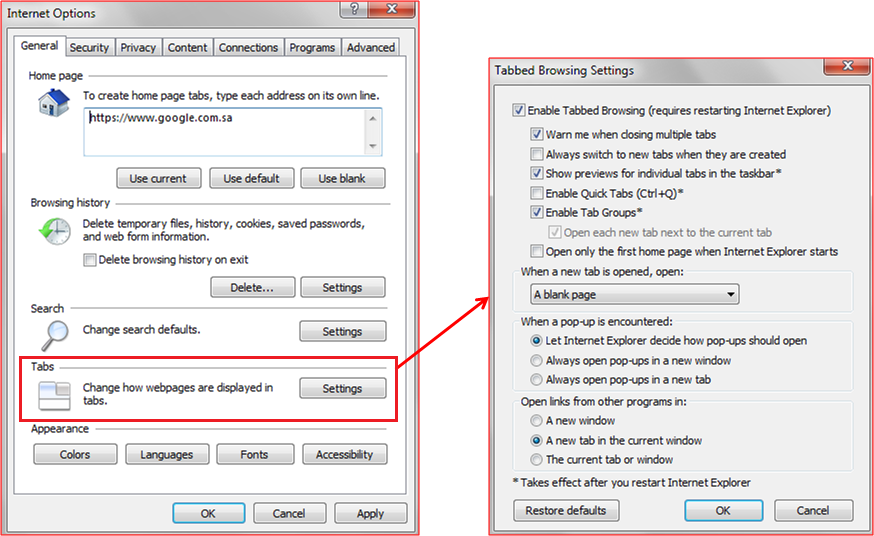 Internet Options
General Security Privacy Content Connections Programs Advanced
Home page
To create home page tabs, type each address on its own line.
https://www.google.com.sa
Use current Use default Use blank
Browsing history
Delete temporary files, history, cookies, saved passwords,
and web form information.
Delete browsing history on exit
Delete... Settings
Search
Change search defaults.
Settings
Tabs
Change how webpages are displayed in
tabs.
Settings
Appearance
Colors Languages Fonts Accessibility
OK Cancel Apply
Tabbed Browsing Settings
Enable Tabbed Browsing (requires restarting Internet Explorer)
Warn me when closing multiple tabs
Always switch to new tabs when they are created
Show previews for individual tabs in the taskbar*
Enable Quick Tabs (Ctrl+Q)*
Enable Tab Groups*
Open each new tab next to the current tab
Open only the first home page when Internet Explorer starts
When a new tab is opened, open:
A blank page
When a pop-up is encountered:
Let Internet Explorer decide how pop-ups should open
Always open pop-ups in a new window
Always open pop-ups in a new tab
Open links from other programs in:
A new window
A new tab in the current window
The current tab or window
* Takes effect after you restart Internet Explorer
Restore defaults OK Cancel